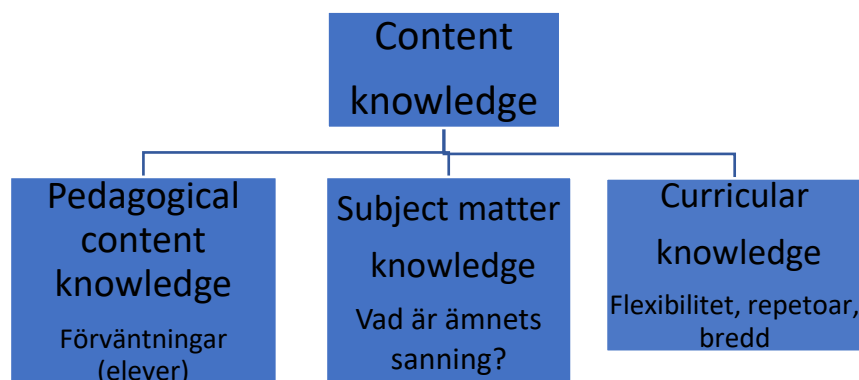 Content
knowledge
Pedagogical
content
knowledge
Förväntningar
(elever)
Subject matter
knowledge
Vad är ämnets
sanning?
Curricular
knowledge
Flexibilitet, repetoar,
bredd